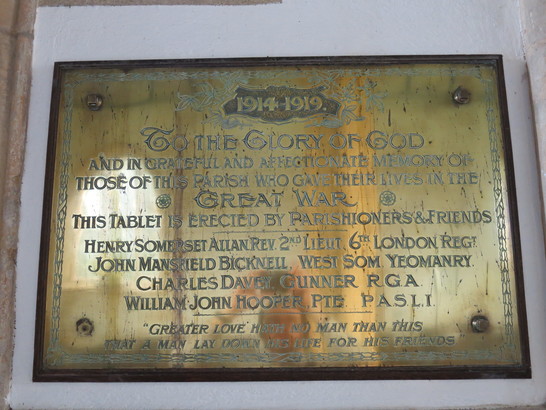 1914-1919.
TO THE GLORY OF GOD.
AND IN GRATEFUL AND AFFECTIONATE MEMORY OF
THOSE OF THIS PARISH WHO GAVE THEIR LIVES IN THE
GREAT WAR
THIS TABLET IS ERECTED BY PARISHIONERS & FRIENDS
HENRY SOMERSET ALLAN, REV. 2ND LIEUT. 6TH LONDON, REGT.
JOHN MANSFIELD BICKNELL WEST SOM YEOMANRY.
CHARLES DAVEY, GUNNER R.G.A.
WILLIAM JOHN HOOPER, PTE. P.A.S.L.I.
"GREATER LOVE HATH NO MAN THAN THIS
THAT A MAN LAY DOWN HIS LIFE FOR HIS FRIENDS"